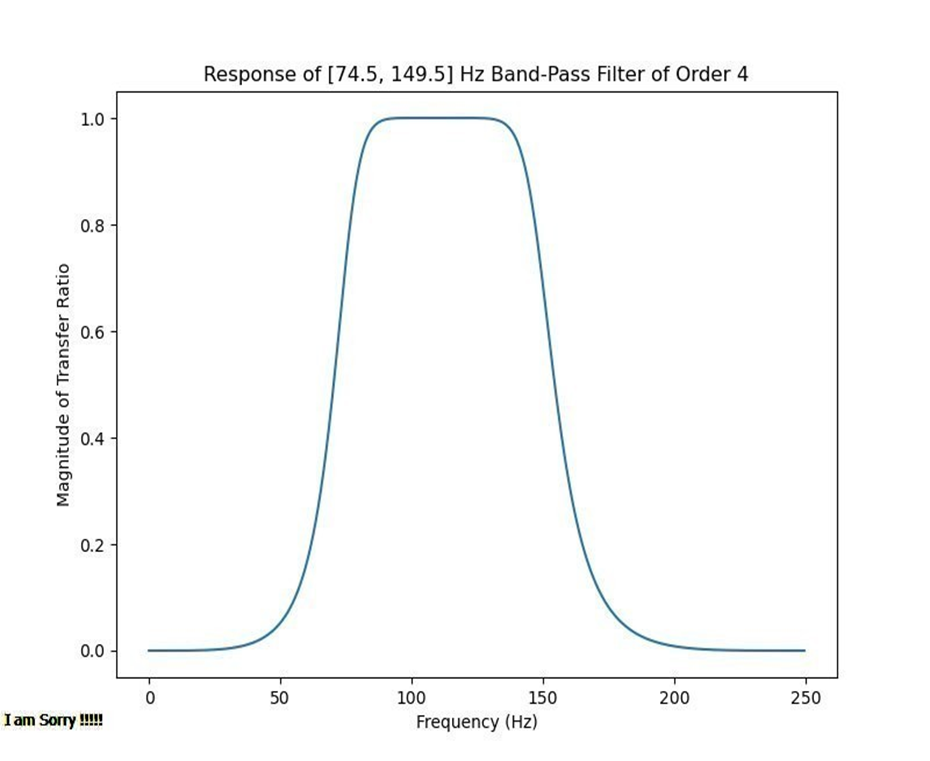 Response of [74.5, 149.5] Hz Band-Pass Filter of Order 4
Magnitude of Transfer Ratio
1.0
0.8
0.6
0.4
0.2
0.0
0 50 100 150 200 250
Frequency (Hz)
I am Sorry !!!!!